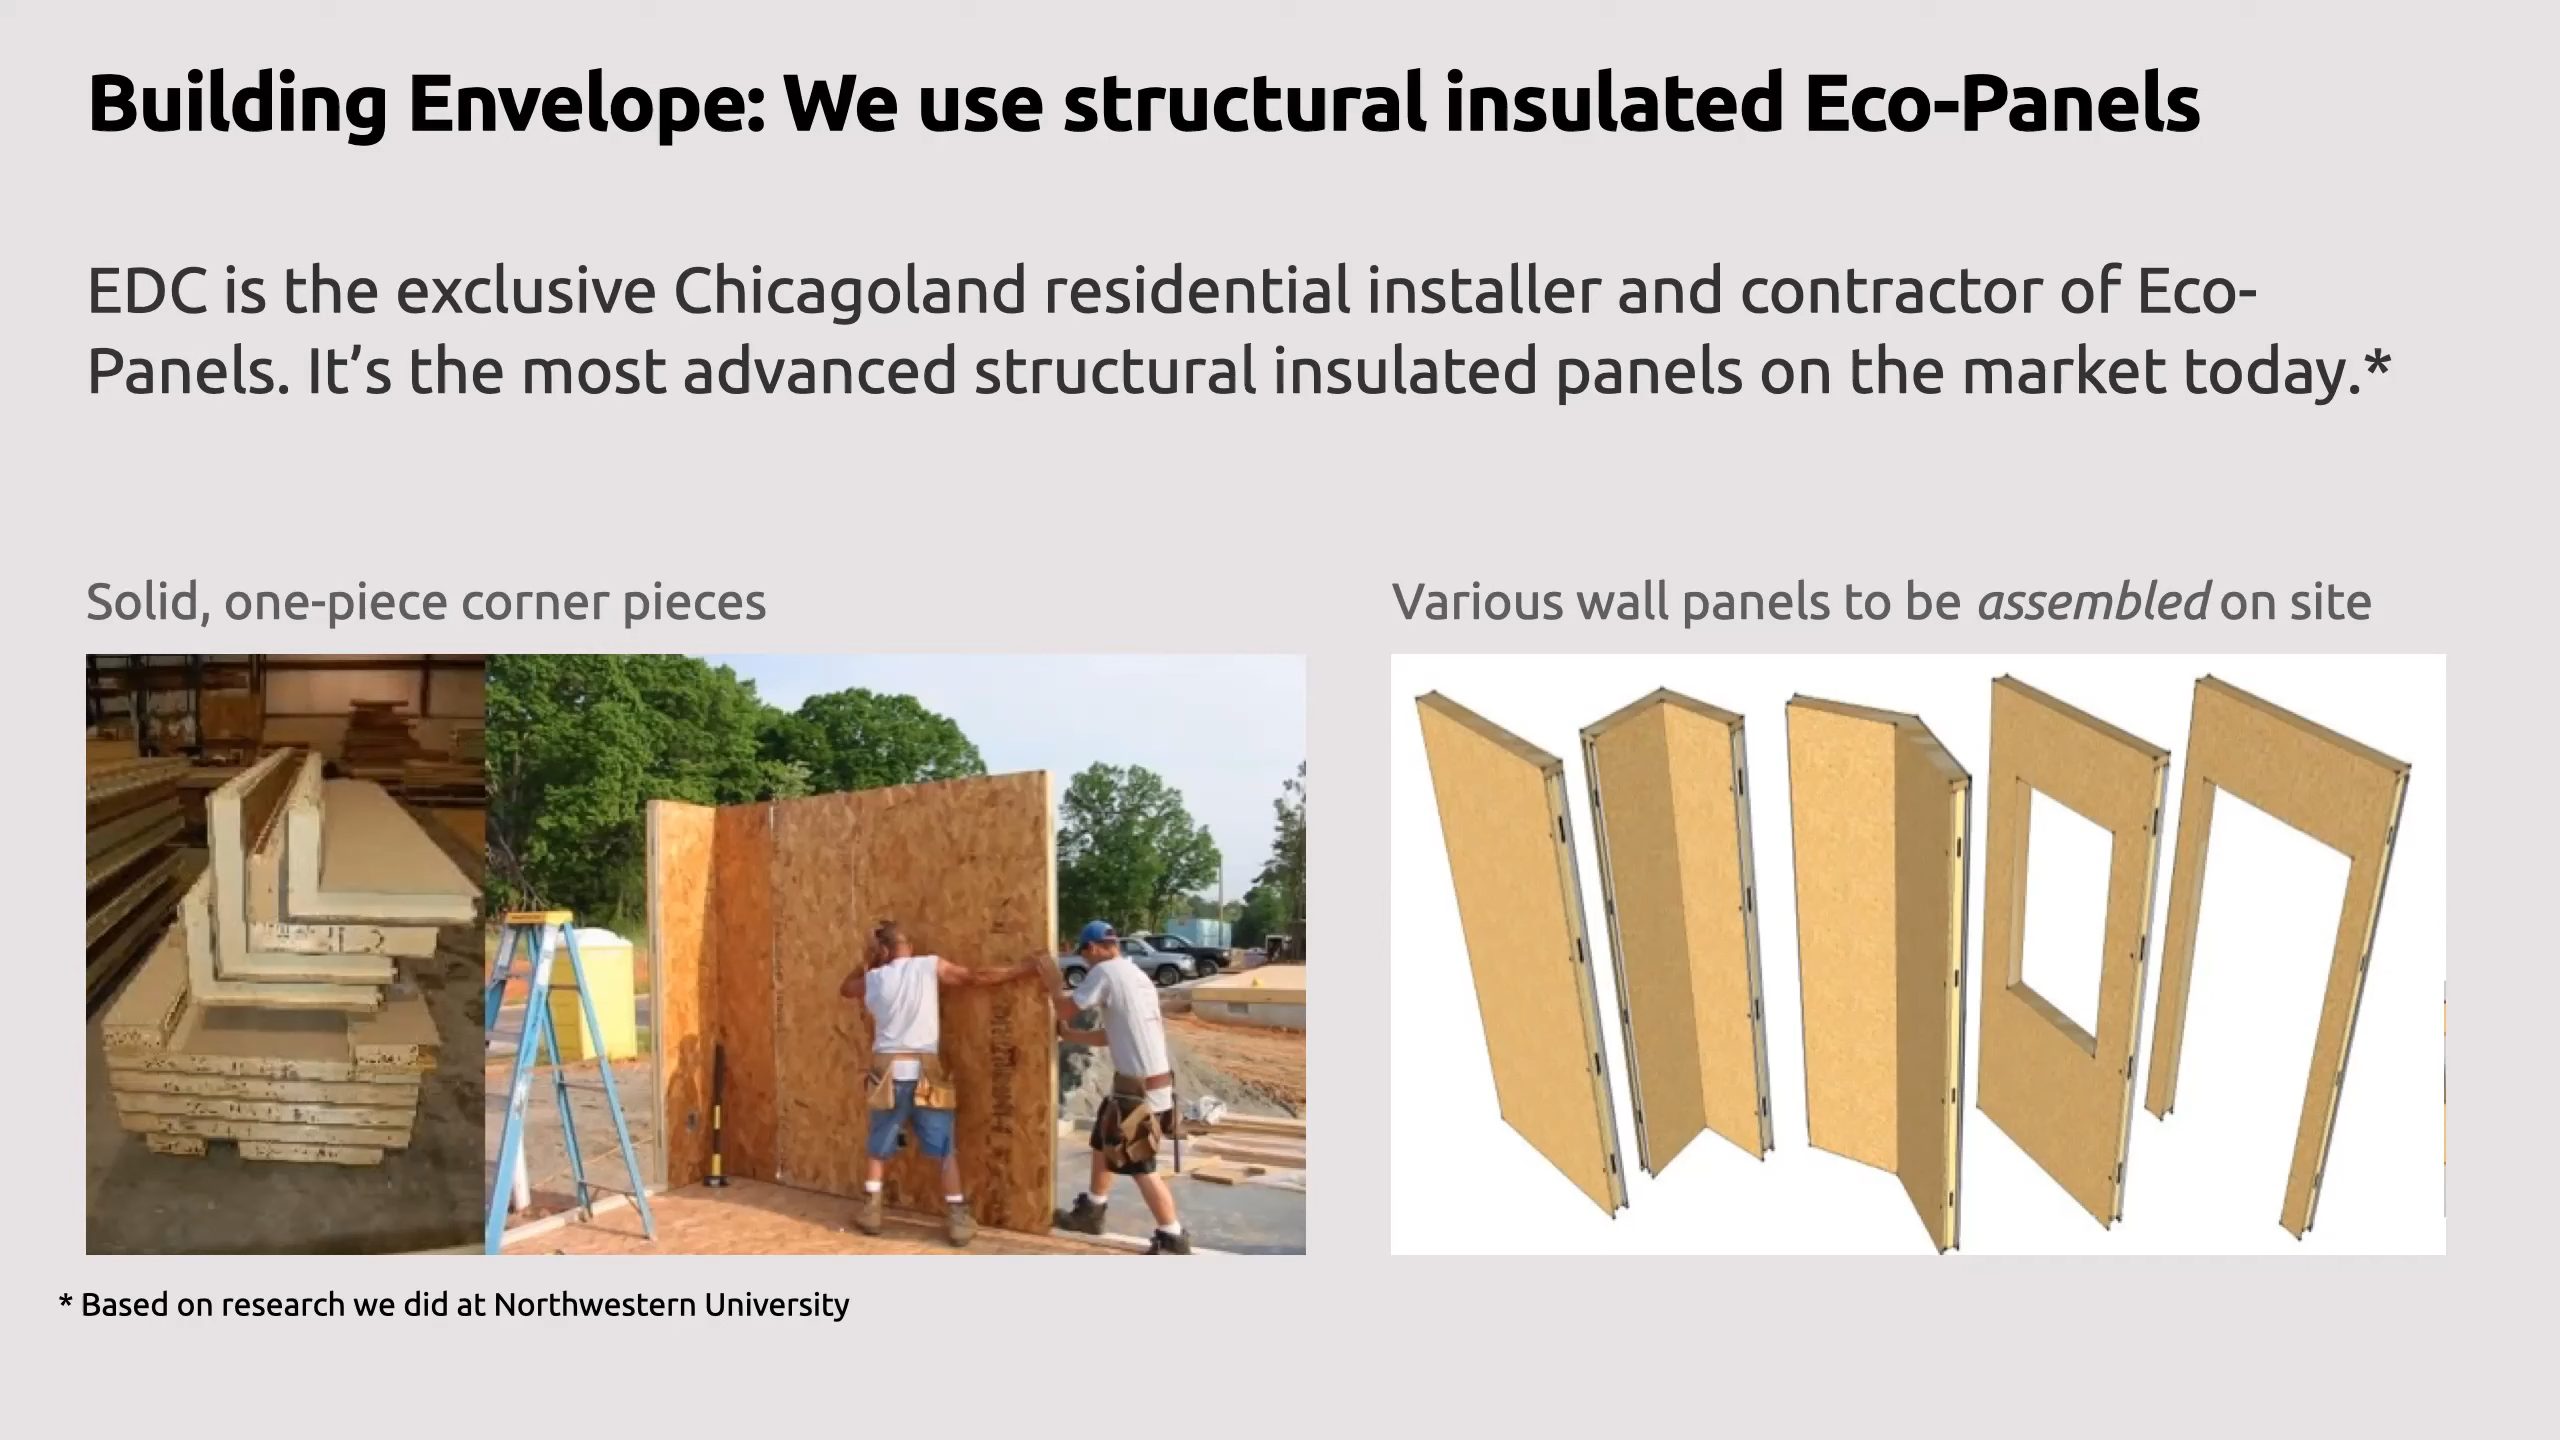 Building Envelope: We use structural insulated Eco-Panels
EDC is the exclusive Chicagoland residential installer and contractor of Eco-
Panels. It’s the most advanced structural insulated panels on the market today.*
Solid, one-piece corner pieces
Various wall panels to be assembled on site
* Based on research we did at Northwestern University